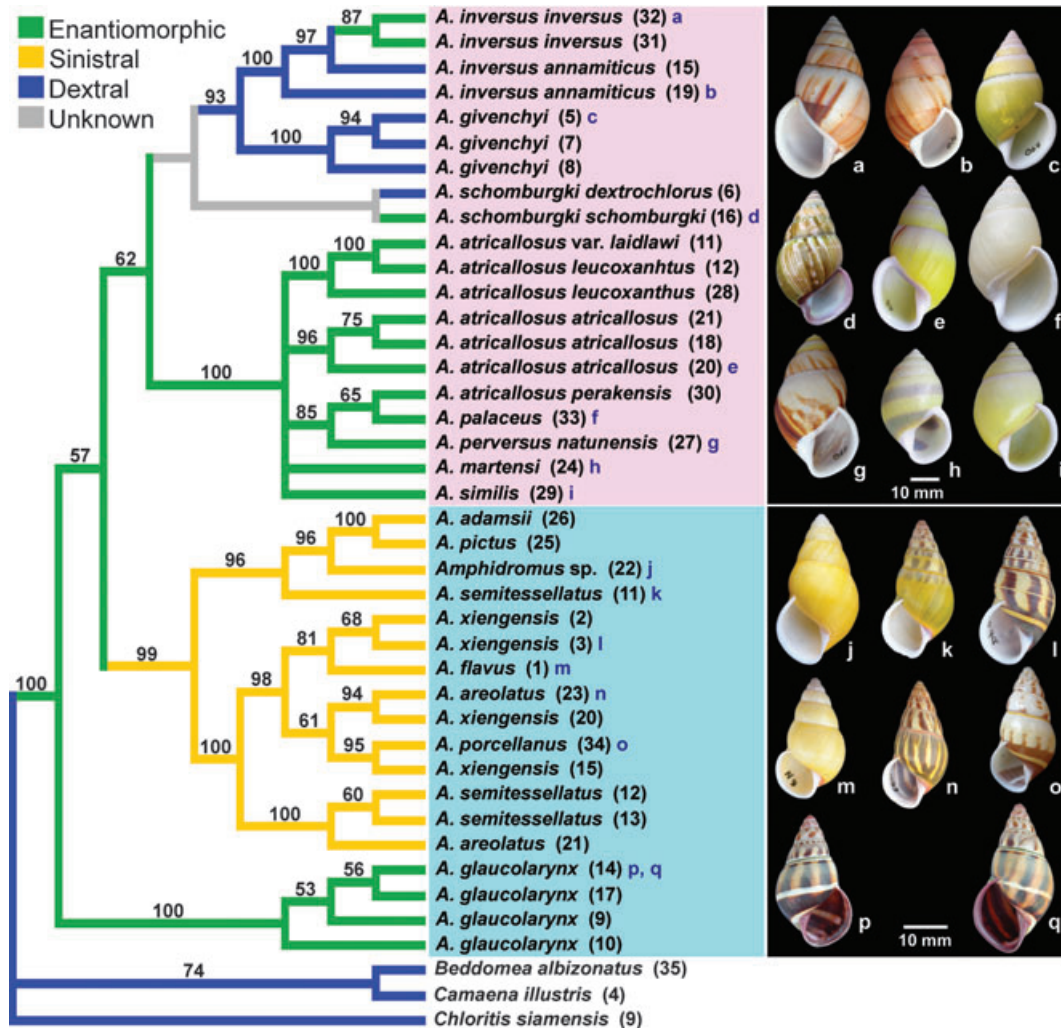 Enantiomorphic
Sinistral
Dextral
Unknown
87
97
100
93
94
100
62
100
100
75
96
65
85
100
57
100
96
96
99
68
81
98
94
61
95
100
60
100
100
56
53
100
74
A. inversus inversus (32) a
A. inversus inversus (31)
A. inversus annamiticus (15)
A. inversus annamiticus (19) b
A. givenchyi (5) c
A. givenchyi (7)
A. givenchyi (8)
A. schomburgki dextrochlorus (6)
A. schomburgki schomburgki (16) d
A. atricallosus var. laidlawi (11)
A. atricallosus leucoxanhtus (12)
A. atricallosus leucoxanthus (28)
A. atricallosus atricallosus (21)
A. atricallosus atricallosus (18)
A. atricallosus atricallosus (20) e
A. atricallosus perakensis (30)
A. palaceus (33) f
A. perversus natunensis (27) g
A. martensi (24) h
A. similis (29) i
A. adamsii (26)
A. pictus (25)
Amphidromus sp. (22) j
A. semitessellatus (11) k
A. xiengensis (2)
A. xiengensis (3) l
A. flavus (1) m
A. areolatus (23) n
A. xiengensis (20)
A. porcellanus (34) o
A. xiengensis (15)
A. semitessellatus (12)
A. semitessellatus (13)
A. areolatus (21)
A. glaucolarynx (14) p, q
A. glaucolarynx (17)
A. glaucolarynx (9)
A. glaucolarynx (10)
Beddomea albizonatus (35)
Camaena illustris (4)
Chloritis siamensis (9)
a b c
d e f
g h i
10 mm
j k l
m n o
p q
10 mm